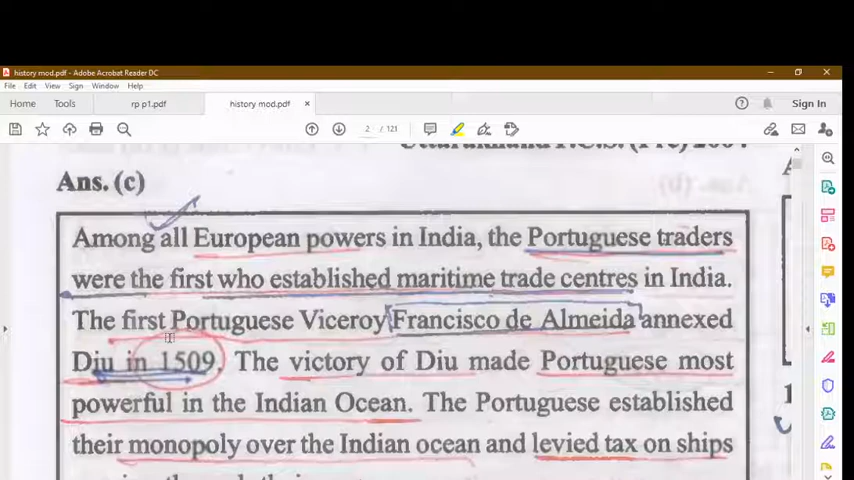 history mod.pdf - Adobe Acrobat Reader DC
File Edit View Sign Window Help
Home Tools rp p1.pdf history mod.pdf × Sign In
2 / 121
Ans. (c)
Among all European powers in India, the Portuguese traders
were the first who established maritime trade centres in India.
The first Portuguese Viceroy Francisco de Almeida annexed
Diu in 1509. The victory of Diu made Portuguese most
powerful in the Indian Ocean. The Portuguese established
their monopoly over the Indian ocean and levied tax on ships